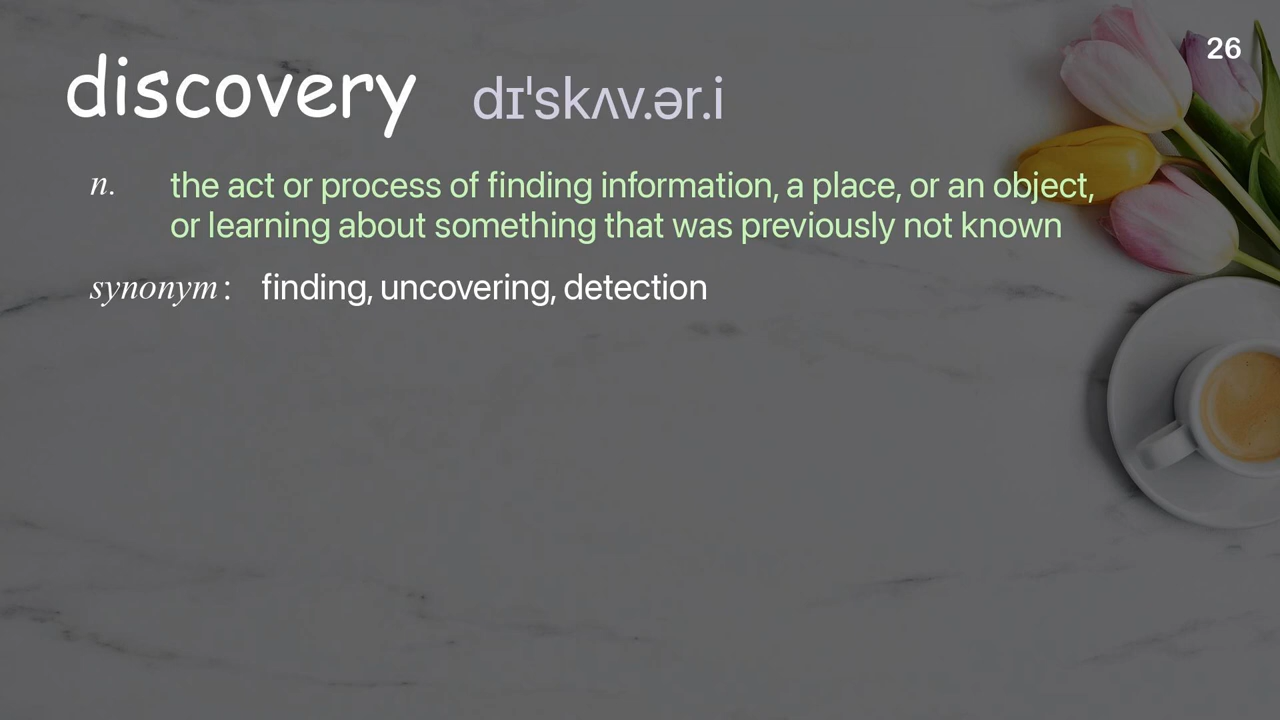 26
discovery dɪˈskʌv.ər.i
n. the act or process of finding information, a place, or an object,
or learning about something that was previously not known
synonym: finding, uncovering, detection